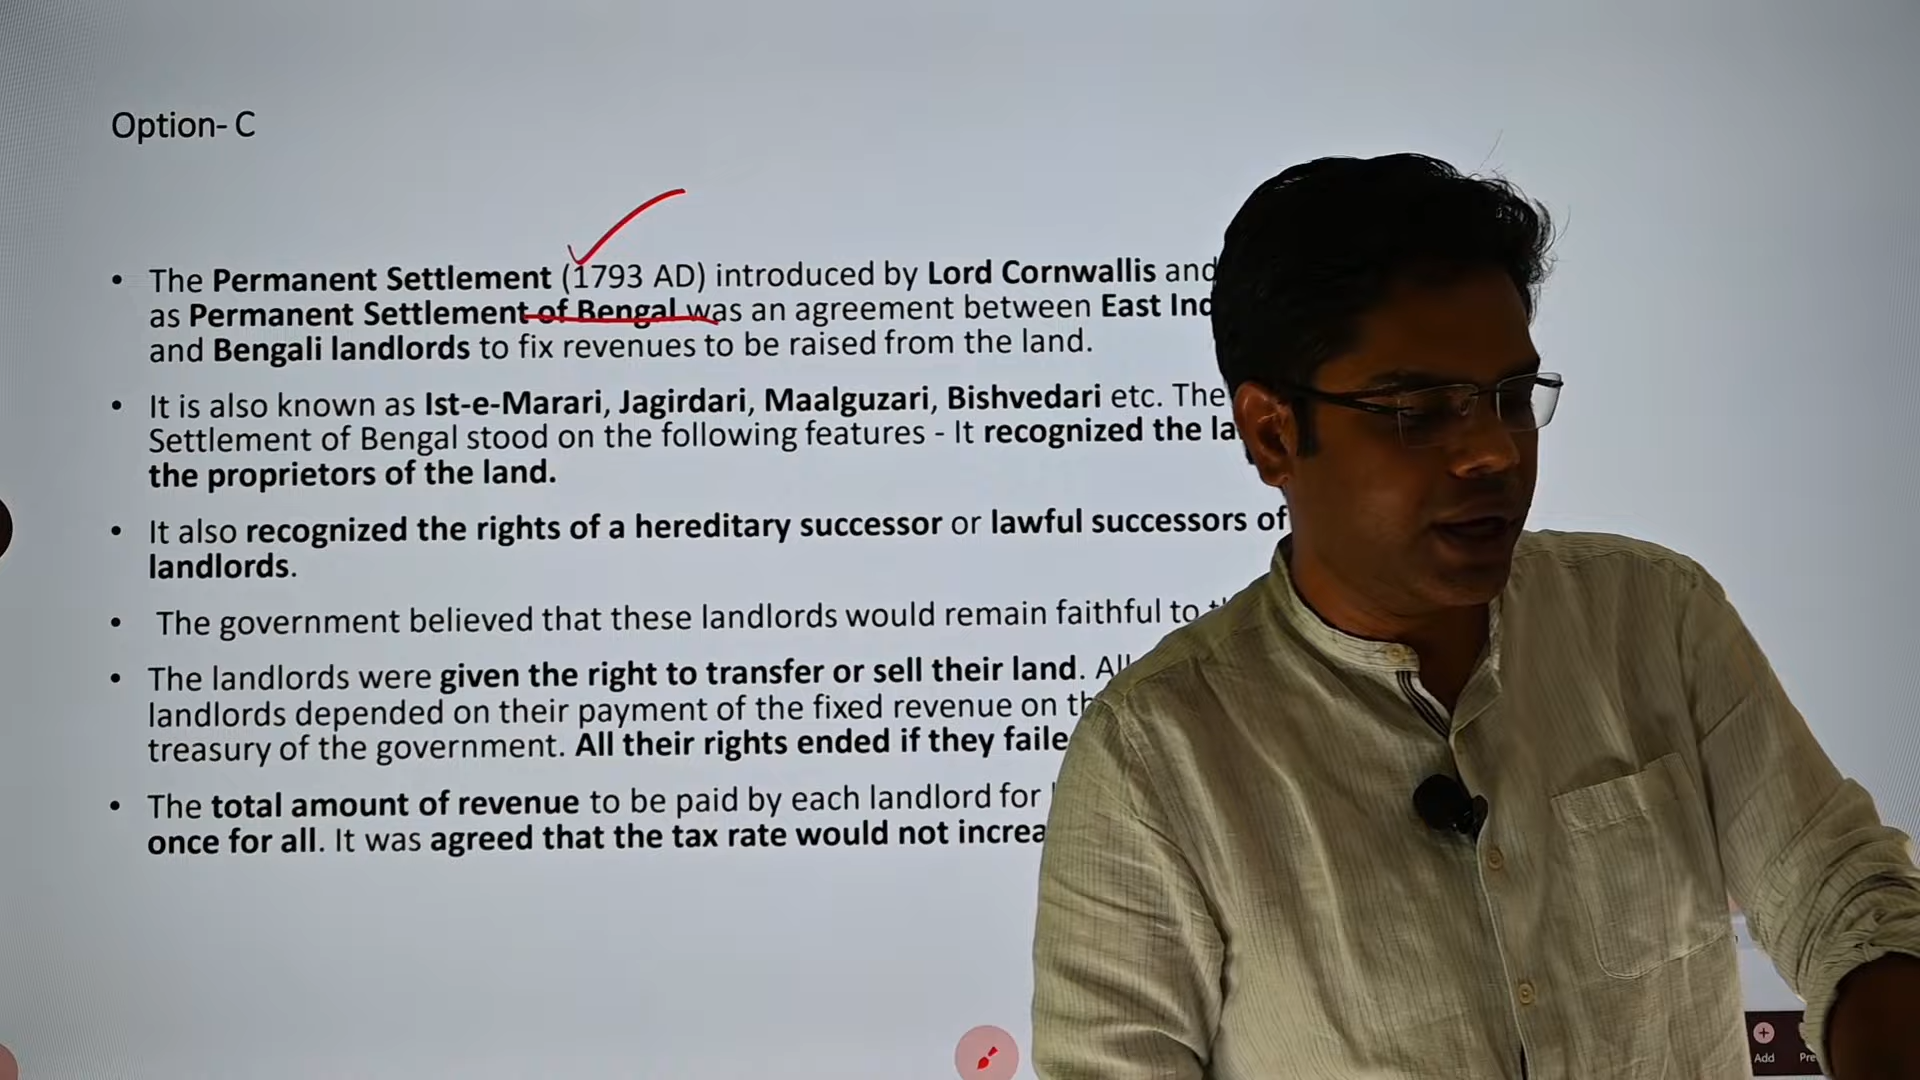 Option- C
• The Permanent Settlement (1793 AD) introduced by Lord Cornwallis and
as Permanent Settlement of Bengal was an agreement between East
and Bengali landlords to fix revenues to be raised from the land.
• It is also known as Ist-e-Marari, Jagirdari, Maalguzari, Bishvedari etc. The
Settlement of Bengal stood on the following features - It recognized the
the proprietors of the land.
• It also recognized the rights of a hereditary successor or lawful successors of
landlords.
• The government believed that these landlords would remain faithful to
• The landlords were given the right to transfer or sell their land.
landlords depended on their payment of the fixed revenue on
treasury of the government. All their rights ended if they
• The total amount of revenue to be paid by each landlord for
once for all. It was agreed that the tax rate would not
Add